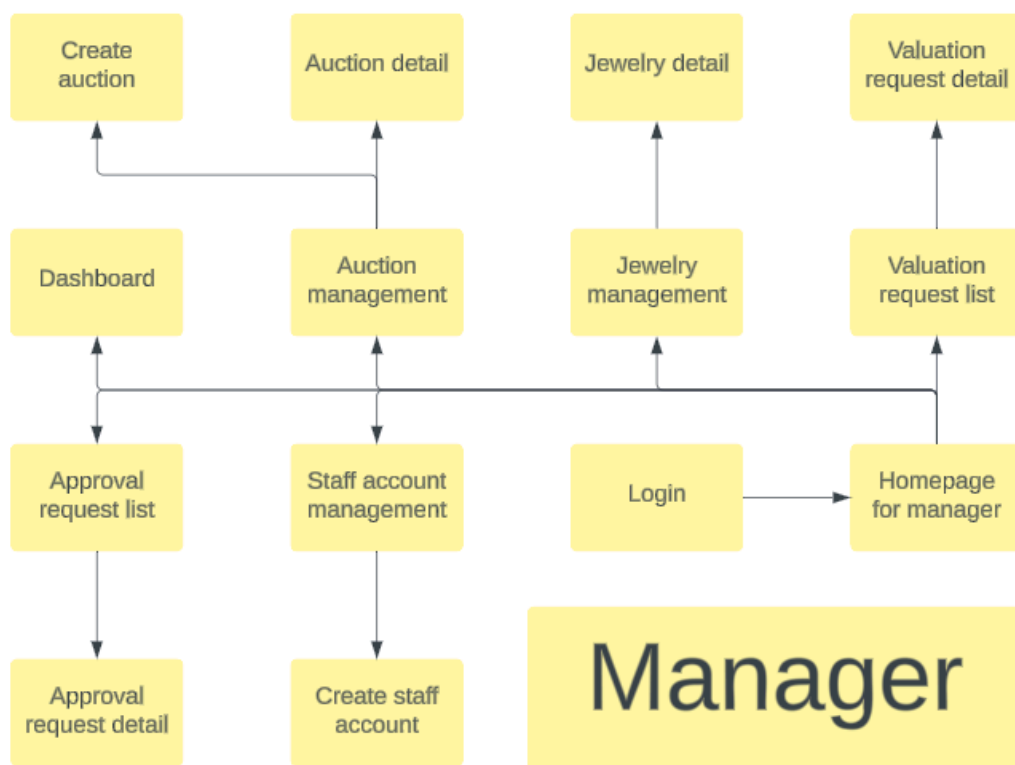 Create
auction
Auction detail
Jewelry detail
Valuation
request detail
Dashboard
Auction
management
Jewelry
management
Valuation
request list
Approval
request list
Staff account
management
Login
Homepage
for manager
Approval
request detail
Create staff
account
Manager